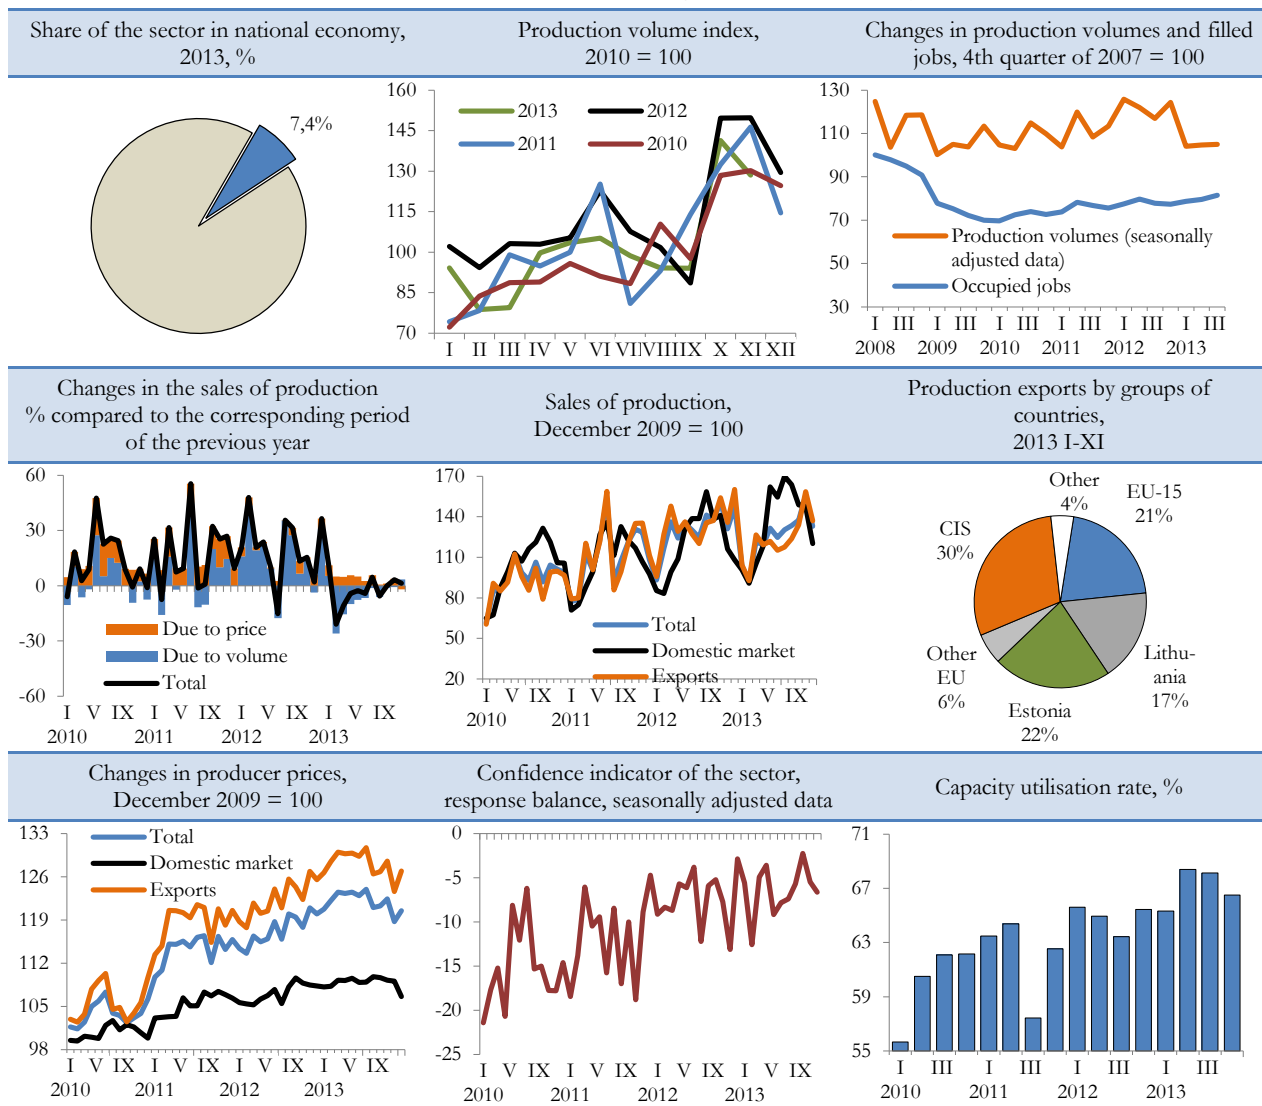 Share of the sector in national economy,
2013, %
Production volume index,
2010 = 100
Changes in production volumes and filled
jobs, 4th quarter of 2007 = 100
7,4%
160
145
130
115
100
85
70
2013
2012
2011
2010
I II III IV V VI VII VIII IX X XI XII
130
110
90
70
50
30
Production volumes (seasonally
adjusted data)
Occupied jobs
I III I III I III I III I III I III
2008 2009 2010 2011 2012 2013
Changes in the sales of production
% compared to the corresponding period
of the previous year
Sales of production,
December 2009 = 100
Production exports by groups of
countries,
2013 I-XI
60
30
0
-30
-60
Due to price
Due to volume
Total
I V IX I V IX I V IX I V IX
2010 2011 2012 2013
170
140
110
80
50
20
Total
Domestic market
Exports
I V IX I V IX I V IX I V IX
2010 2011 2012 2013
Other
4%
EU-15
21%
CIS
30%
Other
EU
6%
Lithu-
ania
17%
Estonia
22%
Changes in producer prices,
December 2009 = 100
Confidence indicator of the sector,
response balance, seasonally adjusted data
Capacity utilisation rate, %
133
126
119
112
105
98
Total
Domestic market
Exports
I V IX I V IX I V IX I V IX
2010 2011 2012 2013
0
-5
-10
-15
-20
-25
I V IX I V IX I V IX I V IX
2010 2011 2012 2013
71
67
63
59
55
I III I III I III I III
2010 2011 2012 2013